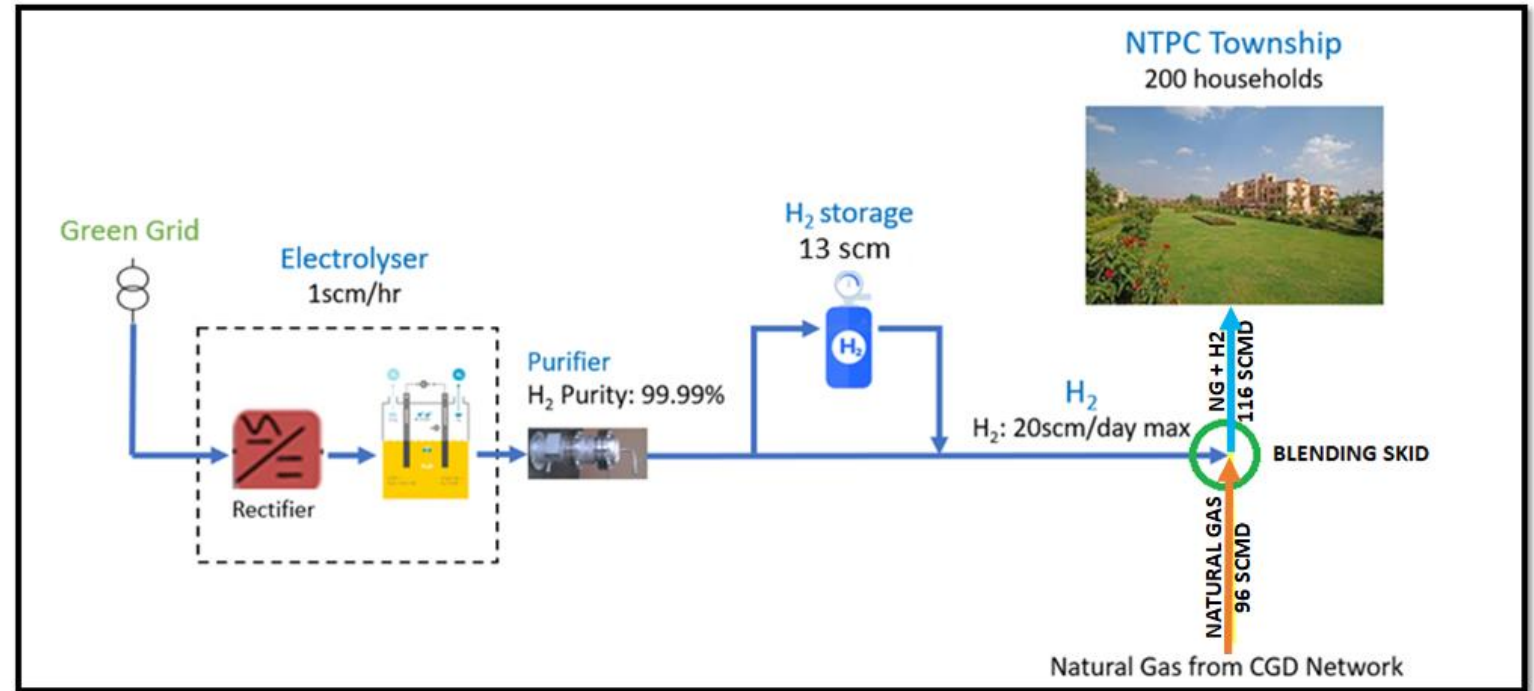 NTPC Township
200 households
Green Grid
Electrolyser
1scm/hr
Rectifier
Purifier
H₂ Purity: 99.99%
H₂ storage
13 scm
H₂
H₂
H₂: 20scm/day max
NG + H2
116 SCMD
BLENDING SKID
NATURAL GAS
96 SCMD
Natural Gas from CGD Network